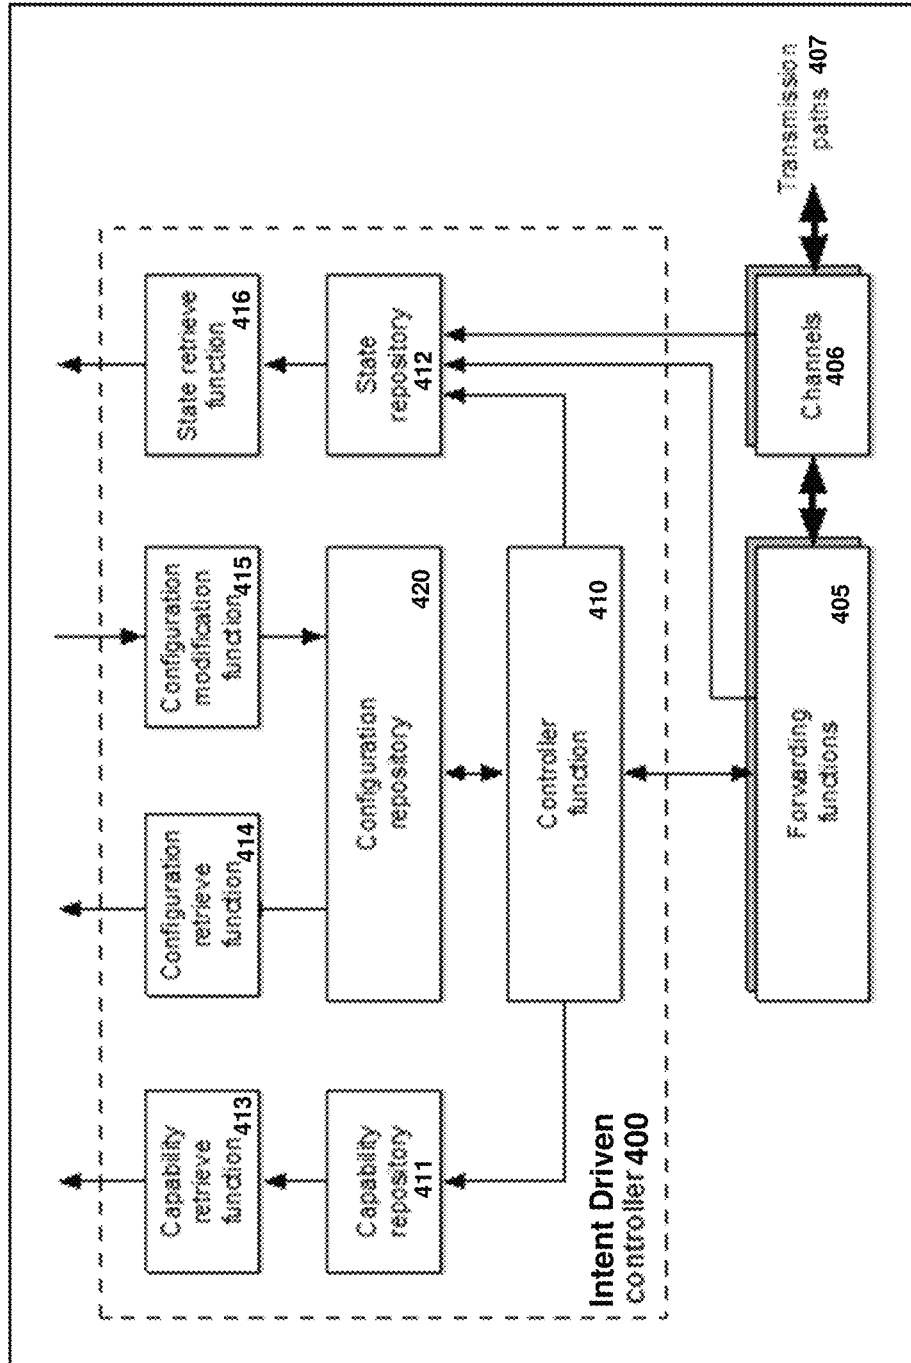 Capability
retrieve
function 413
Configuration
retrieve
function 414
Configuration
modification
function 415
State retrieve
function
416
Capability
repository
411
Configuration
repository
420
State
repository
412
Controller
function
410
Intent Driven
controller 400
Forwarding
functions
405
Channels
406
Transmission
paths 407